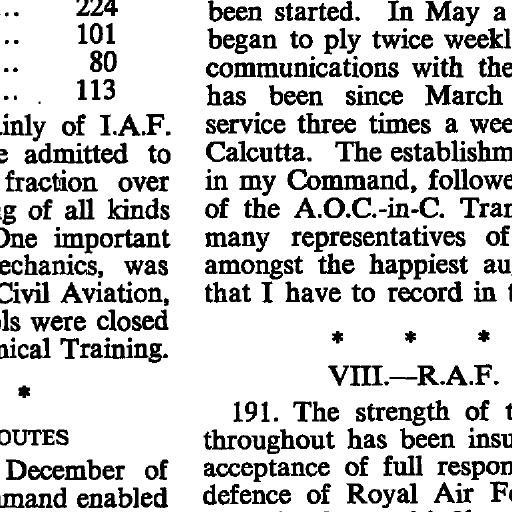 224
101
80
113
ainly of I.A.F.
e admitted to
fraction over
g of all kinds
One important
echanics, was
Civil Aviation,
ls were closed
nical Training.
*
OUTES
December of
mmand enabled
been started. In May a
began to ply twice weekl
communications with the
has been since March
service three times a wee
Calcutta. The establishm
in my Command, followe
of the A.O.C.-in-C. Tran
many representatives of
amongst the happiest au
that I have to record in t
* * *
VIII.—R.A.F.
191. The strength of t
throughout has been insu
acceptance of full respon
defence of Royal Air Fo